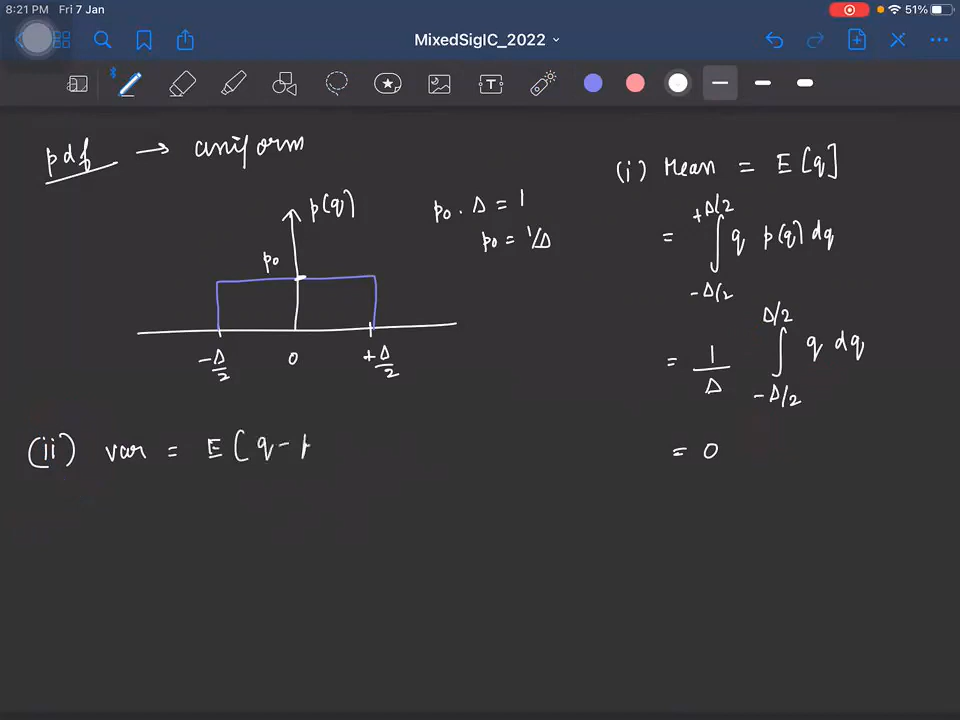 8:21 PM Fri 7 Jan
51%
MixedSigIC_2022
T
pdf → uniform
p(q)
p₀
-Δ/2 0 +Δ/2
p₀ . Δ = 1
p₀ = 1/Δ
(i) Mean = E[q]
= ∫ q p(q) dq
+Δ/2
-Δ/2
= 1/Δ ∫ q dq
Δ/2
-Δ/2
= 0
(ii) var = E[q -